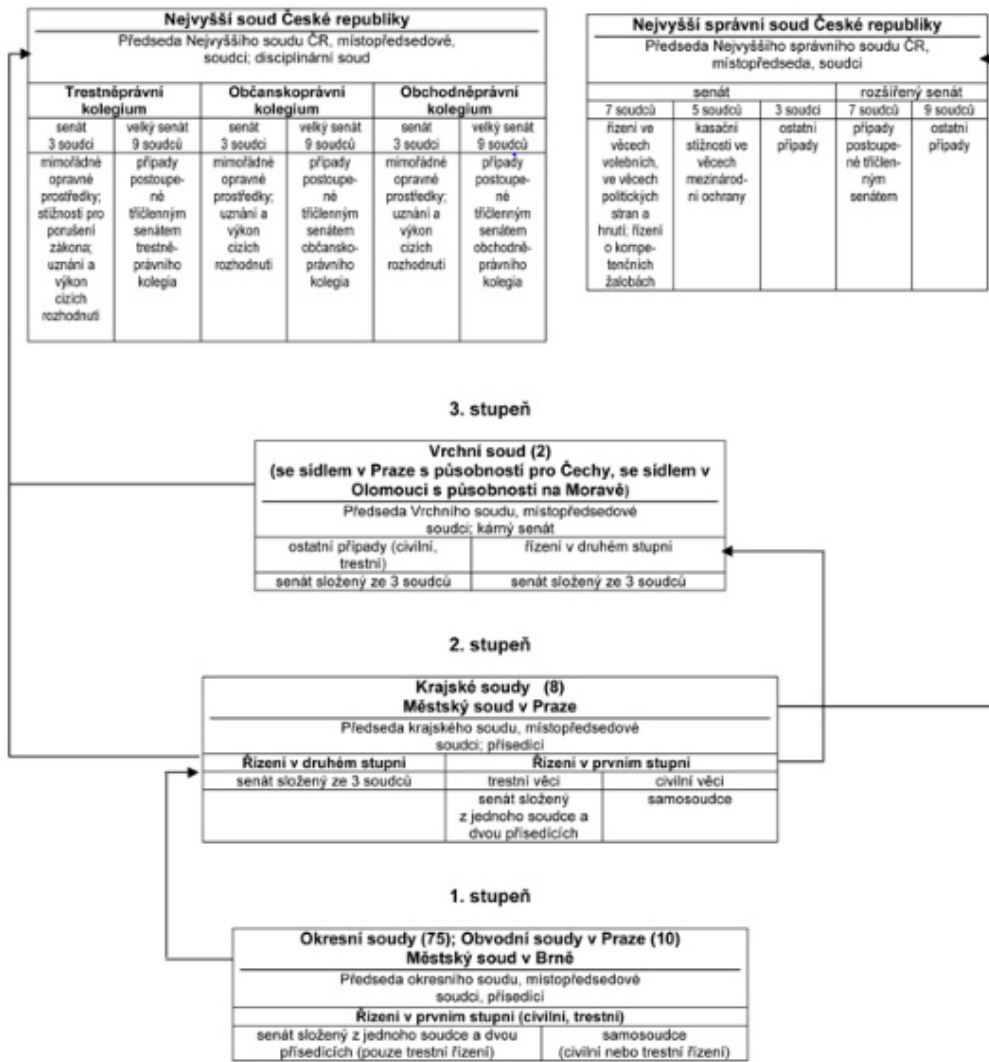 Nejvyšší soud České republiky
Předseda Nejvyššího soudu ČR, místopředsedové,
soudci; disciplinární soud
Trestněprávní
kolegium
Občanskoprávní
kolegium
Obchodněprávní
kolegium
senát
3 soudci
velký senát
9 soudců
senát
3 soudci
velký senát
9 soudců
senát
3 soudci
velký senát
9 soudců
mimořádné
opravné
prostředky;
stížnosti pro
porušení
zákona;
uznání a
výkon
cizích
rozhodnutí
případy
postoupe-
né
tříčlenným
senátem
trestně-
právního
kolegia
mimořádné
opravné
prostředky;
uznání a
výkon
cizích
rozhodnutí
případy
postoupe-
né
tříčlenným
senátem
občansko-
právního
kolegia
mimořádné
opravné
prostředky;
uznání a
výkon
cizích
rozhodnutí
případy
postoupe-
né
tříčlenným
senátem
obchodně-
právního
kolegia
Nejvyšší správní soud České republiky
Předseda Nejvyššího správního soudu ČR,
místopředseda, soudci
senát
rozšířený senát
7 soudců
5 soudců
3 soudci
7 soudců
9 soudců
řízení ve
věcech
volebních,
ve věcech
politických
stran a
hnutí; řízení
o kompe-
tenčních
žalobách
kasační
stížnosti ve
věcech
mezinárod-
ní ochrany
ostatní
případy
případy
postoupe-
né tříčlen-
ným
senátem
ostatní
případy
3. stupeň
Vrchní soud (2)
(se sídlem v Praze s působností pro Čechy, se sídlem v
Olomouci s působností na Moravě)
Předseda Vrchního soudu, místopředsedové
soudci; kárný senát
ostatní případy (civilní,
trestní)
řízení v druhém stupni
senát složený ze 3 soudců
senát složený ze 3 soudců
2. stupeň
Krajské soudy (8)
Městský soud v Praze
Předseda krajského soudu, místopředsedové
soudci; přísedící
Řízení v druhém stupni
Řízení v prvním stupni
senát složený ze 3 soudců
trestní věci
civilní věci
senát složený
z jednoho soudce a
dvou přísedících
samosoudce
1. stupeň
Okresní soudy (75); Obvodní soudy v Praze (10)
Městský soud v Brně
Předseda okresního soudu, místopředsedové
soudci, přísedící
Řízení v prvním stupni (civilní, trestní)
senát složený z jednoho soudce a dvou
přísedících (pouze trestní řízení)
samosoudce
(civilní nebo trestní řízení)